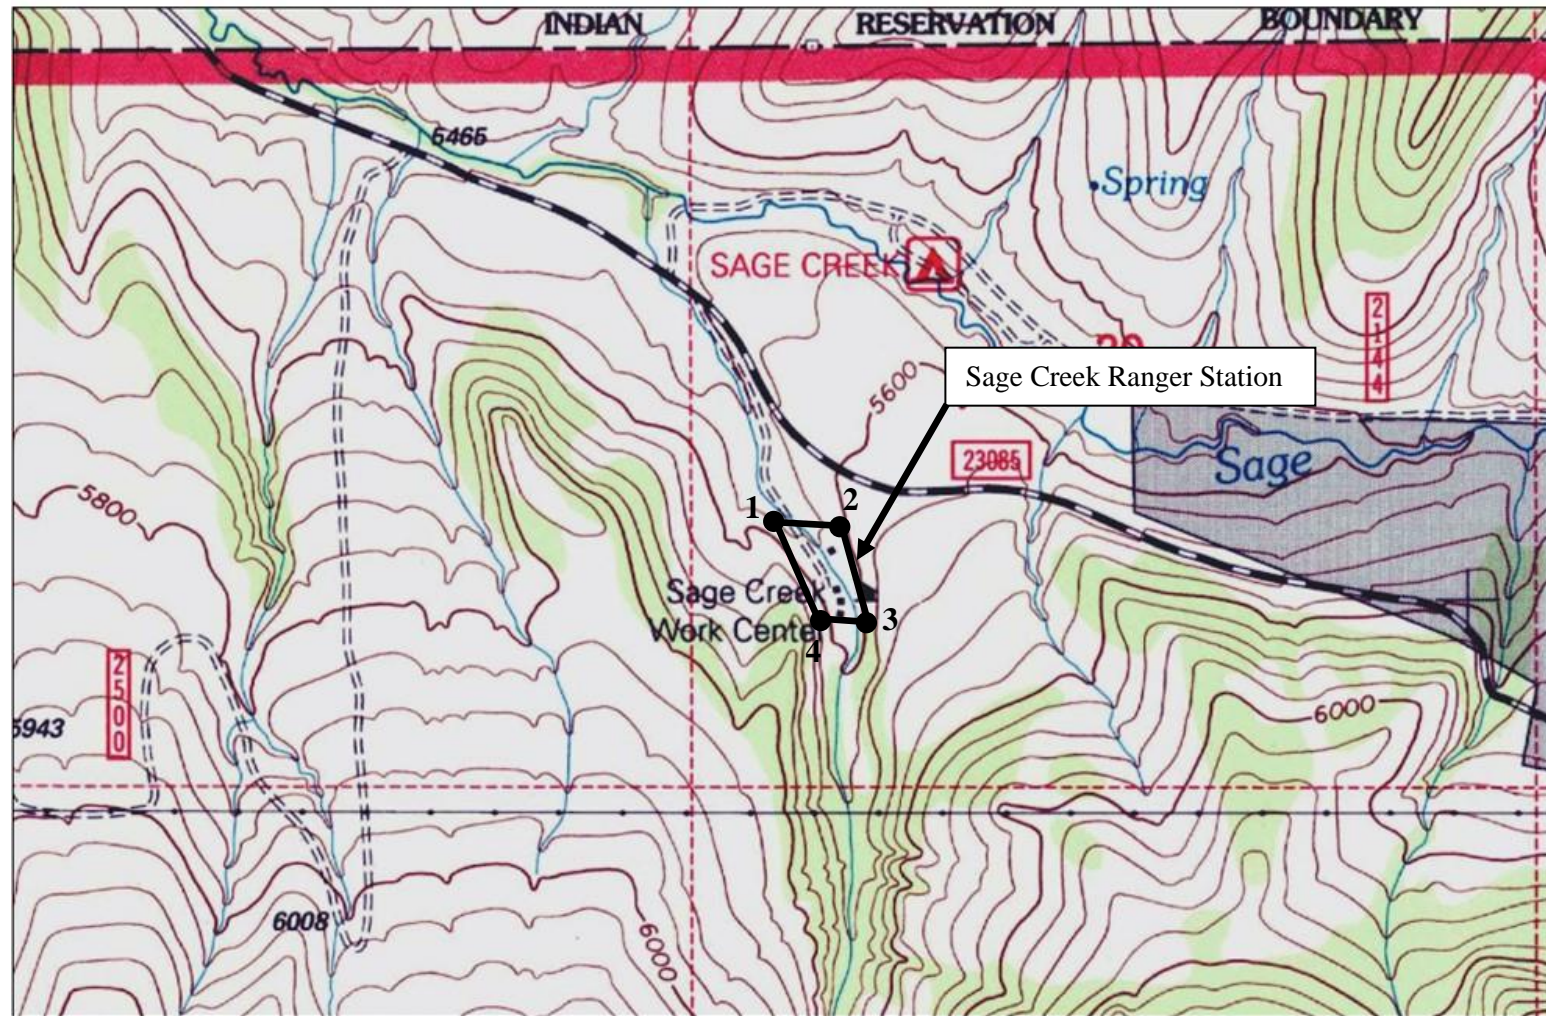 INDIAN RESERVATION BOUNDARY
5465
Spring
SAGE CREEK
2144
Sage Creek Ranger Station
5600
23085
Sage
5800
1
2
Sage Creek
Work Center
3
4
2500
5943
6000
6008
6000